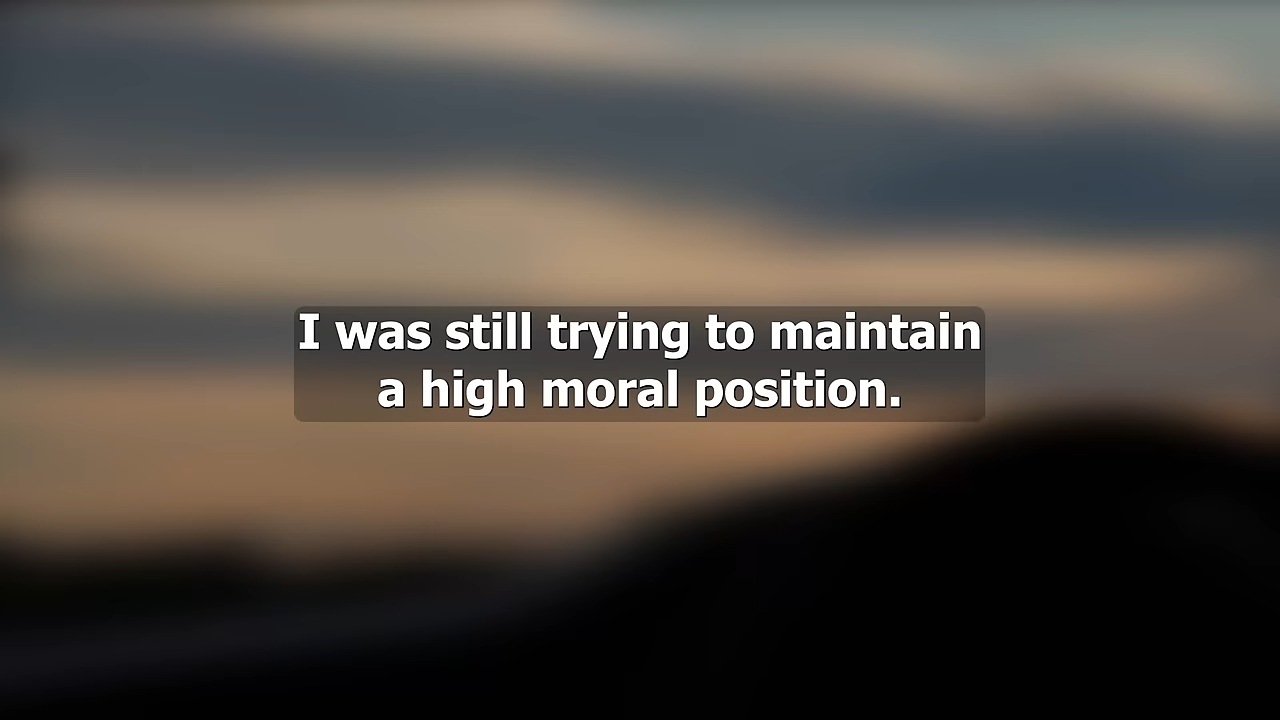 I was still trying to maintain
a high moral position.